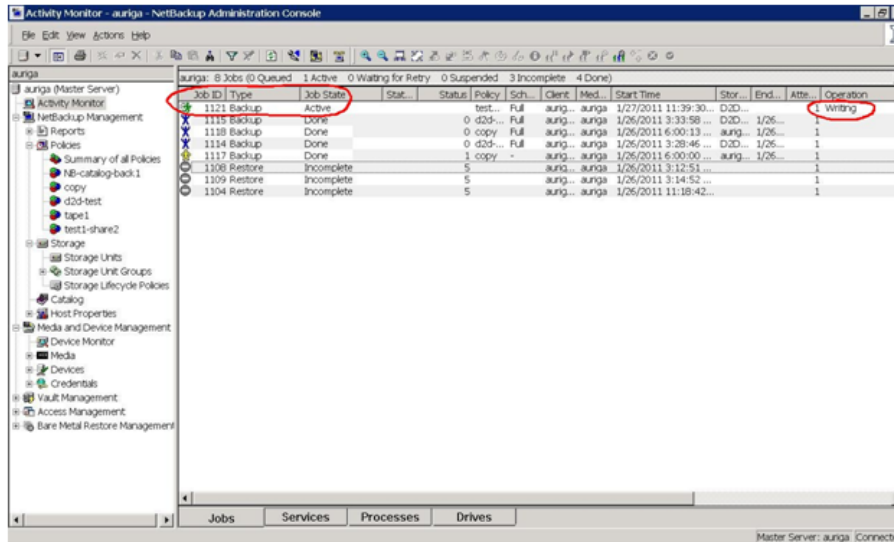 Activity Monitor - auriga - NetBackup Administration Console
File Edit View Actions Help
auriga
auriga: 8 Jobs (0 Queued 1 Active 0 Waiting for Retry 0 Suspended 3 Incomplete 4 Done)
auriga (Master Server)
Activity Monitor
NetBackup Management
Reports
Policies
Summary of all Policies
NB-catalog-back1
copy
d2d-test
tape1
test1-share2
Storage
Storage Units
Storage Unit Groups
Storage Lifecycle Policies
Catalog
Host Properties
Media and Device Management
Device Monitor
Media
Devices
Credentials
Vault Management
Access Management
Bare Metal Restore Management
Job ID Type Job State Stat... Status Policy Sch... Client Med... Start Time Stor... End... Atte... Operation
1121 Backup Active test... Full aurig... auriga 1/27/2011 11:39:30... D2D... 1 Writing
1115 Backup Done 0 d2d-... Full aurig... auriga 1/26/2011 3:33:58 ... D2D... 1/26... 1
1118 Backup Done 0 copy Full aurig... auriga 1/26/2011 6:00:13 ... aurig... 1/26... 1
1114 Backup Done 0 d2d-... Full aurig... auriga 1/26/2011 3:28:46 ... D2D... 1/26... 1
1117 Backup Done 1 copy - aurig... auriga 1/26/2011 6:00:00 ... aurig... 1/26... 1
1108 Restore Incomplete 5 aurig... auriga 1/26/2011 3:12:51 ... 1
1109 Restore Incomplete 5 aurig... auriga 1/26/2011 3:14:52 ... 1
1104 Restore Incomplete 5 aurig... auriga 1/26/2011 11:18:42... 1
Jobs Services Processes Drives
Master Server: auriga Connect